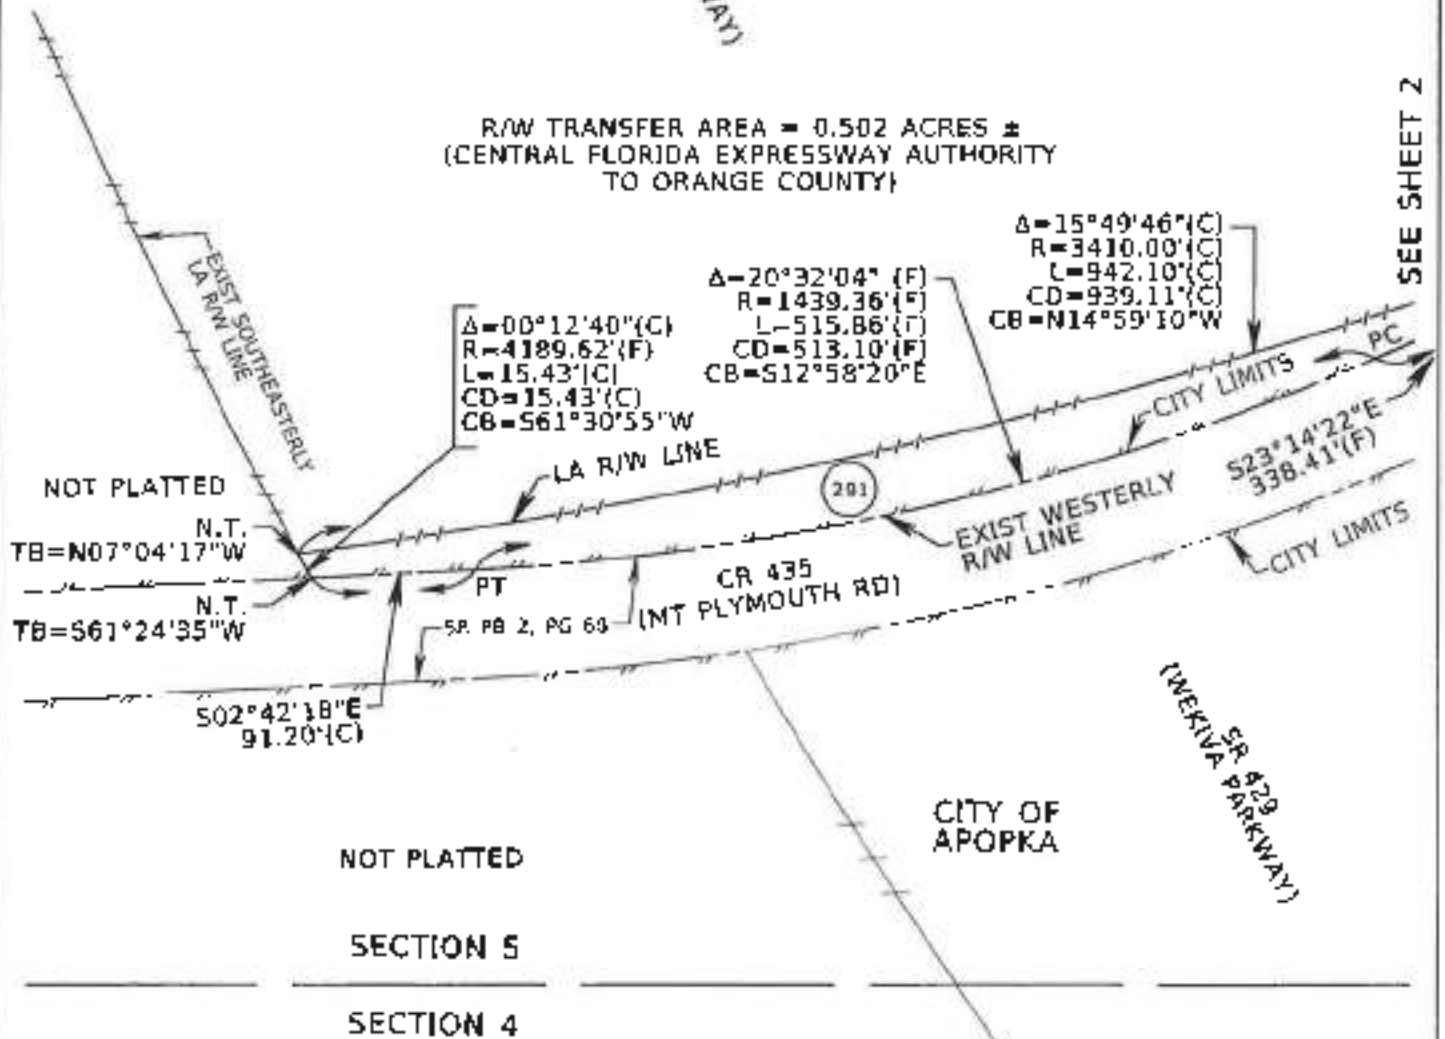 WAY)
R/W TRANSFER AREA = 0.502 ACRES ±
(CENTRAL FLORIDA EXPRESSWAY AUTHORITY
TO ORANGE COUNTY)
SEE SHEET 2
EXIST SOUTHEASTERLY
LA R/W LINE
Δ=00°12'40"(C)
R=4189.62'(F)
L=15.43'(C)
CD=15.43'(C)
CB=S61°30'55"W
Δ=20°32'04" (F)
R=1439.36'(F)
L=515.86'(F)
CD=513.10'(F)
CB=S12°58'20"E
Δ=15°49'46"(C)
R=3410.00'(C)
L=942.10'(C)
CD=939.11'(C)
CB=N14°59'10"W
PC
CITY LIMITS
S23°14'22"E
338.41'(F)
LA R/W LINE
291
EXIST WESTERLY
R/W LINE
CITY LIMITS
NOT PLATTED
N.T.
TB=N07°04'17"W
N.T.
TB=S61°24'35"W
PT
CR 435
(MT PLYMOUTH RD)
SR. PB 2, PG 68
S02°42'18"E
91.20'(C)
SR 429
(WEKIVA PARKWAY)
CITY OF
APOPKA
NOT PLATTED
SECTION 5
SECTION 4